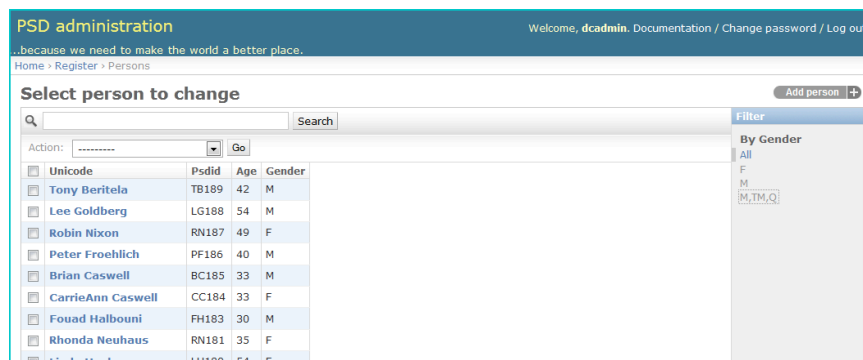 PSD administration
Welcome, dcadmin. Documentation / Change password / Log out
..because we need to make the world a better place.
Home › Register › Persons
Select person to change
Add person +
Search
Filter
Action: --------- Go
By Gender
All
F
M
M,TM,Q
Unicode Psdid Age Gender
Tony Beritela TB189 42 M
Lee Goldberg LG188 54 M
Robin Nixon RN187 49 F
Peter Froehlich PF186 40 M
Brian Caswell BC185 33 M
CarrieAnn Caswell CC184 33 F
Fouad Halbouni FH183 30 M
Rhonda Neuhaus RN181 35 F